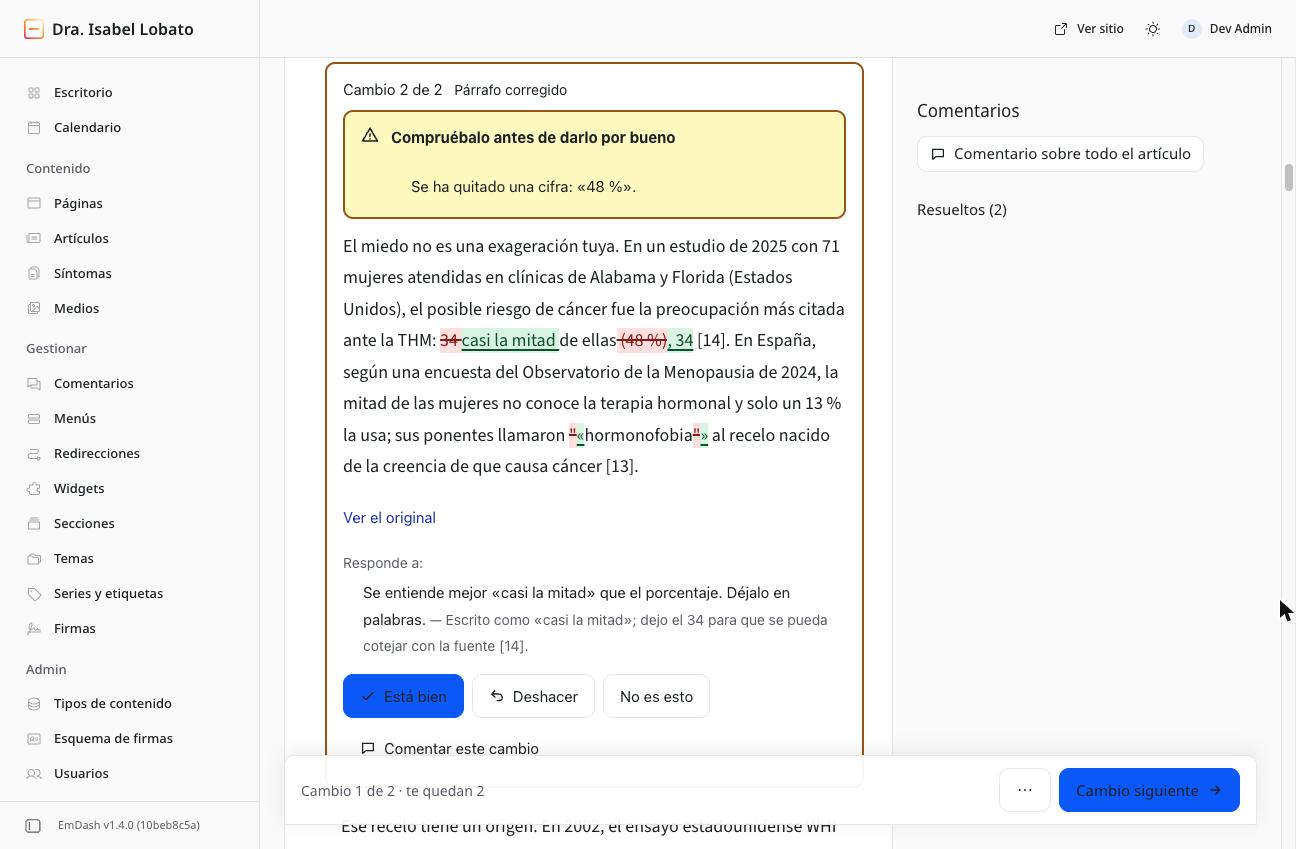 Dra. Isabel Lobato
Ver sitio
D
Dev Admin
Escritorio
Calendario
Contenido
Páginas
Artículos
Síntomas
Medios
Gestionar
Comentarios
Menús
Redirecciones
Widgets
Secciones
Temas
Series y etiquetas
Firmas
Admin
Tipos de contenido
Esquema de firmas
Usuarios
EmDash v1.4.0 (10beb8c5a)
Cambio 2 de 2 Párrafo corregido
Compruébalo antes de darlo por bueno
Se ha quitado una cifra: «48 %».
El miedo no es una exageración tuya. En un estudio de 2025 con 71
mujeres atendidas en clínicas de Alabama y Florida (Estados
Unidos), el posible riesgo de cáncer fue la preocupación más citada
ante la THM: 34 casi la mitad de ellas (48 %), 34 [14]. En España,
según una encuesta del Observatorio de la Menopausia de 2024, la
mitad de las mujeres no conoce la terapia hormonal y solo un 13 %
la usa; sus ponentes llamaron "«hormonofobia"» al recelo nacido
de la creencia de que causa cáncer [13].
Ver el original
Responde a:
Se entiende mejor «casi la mitad» que el porcentaje. Déjalo en
palabras. — Escrito como «casi la mitad»; dejo el 34 para que se pueda
cotejar con la fuente [14].
Está bien
Deshacer
No es esto
Comentar este cambio
Cambio 1 de 2 · te quedan 2
...
Cambio siguiente
Ese recelo tiene un origen. En 2002, el ensayo estadounidense WHI
Comentarios
Comentario sobre todo el artículo
Resueltos (2)